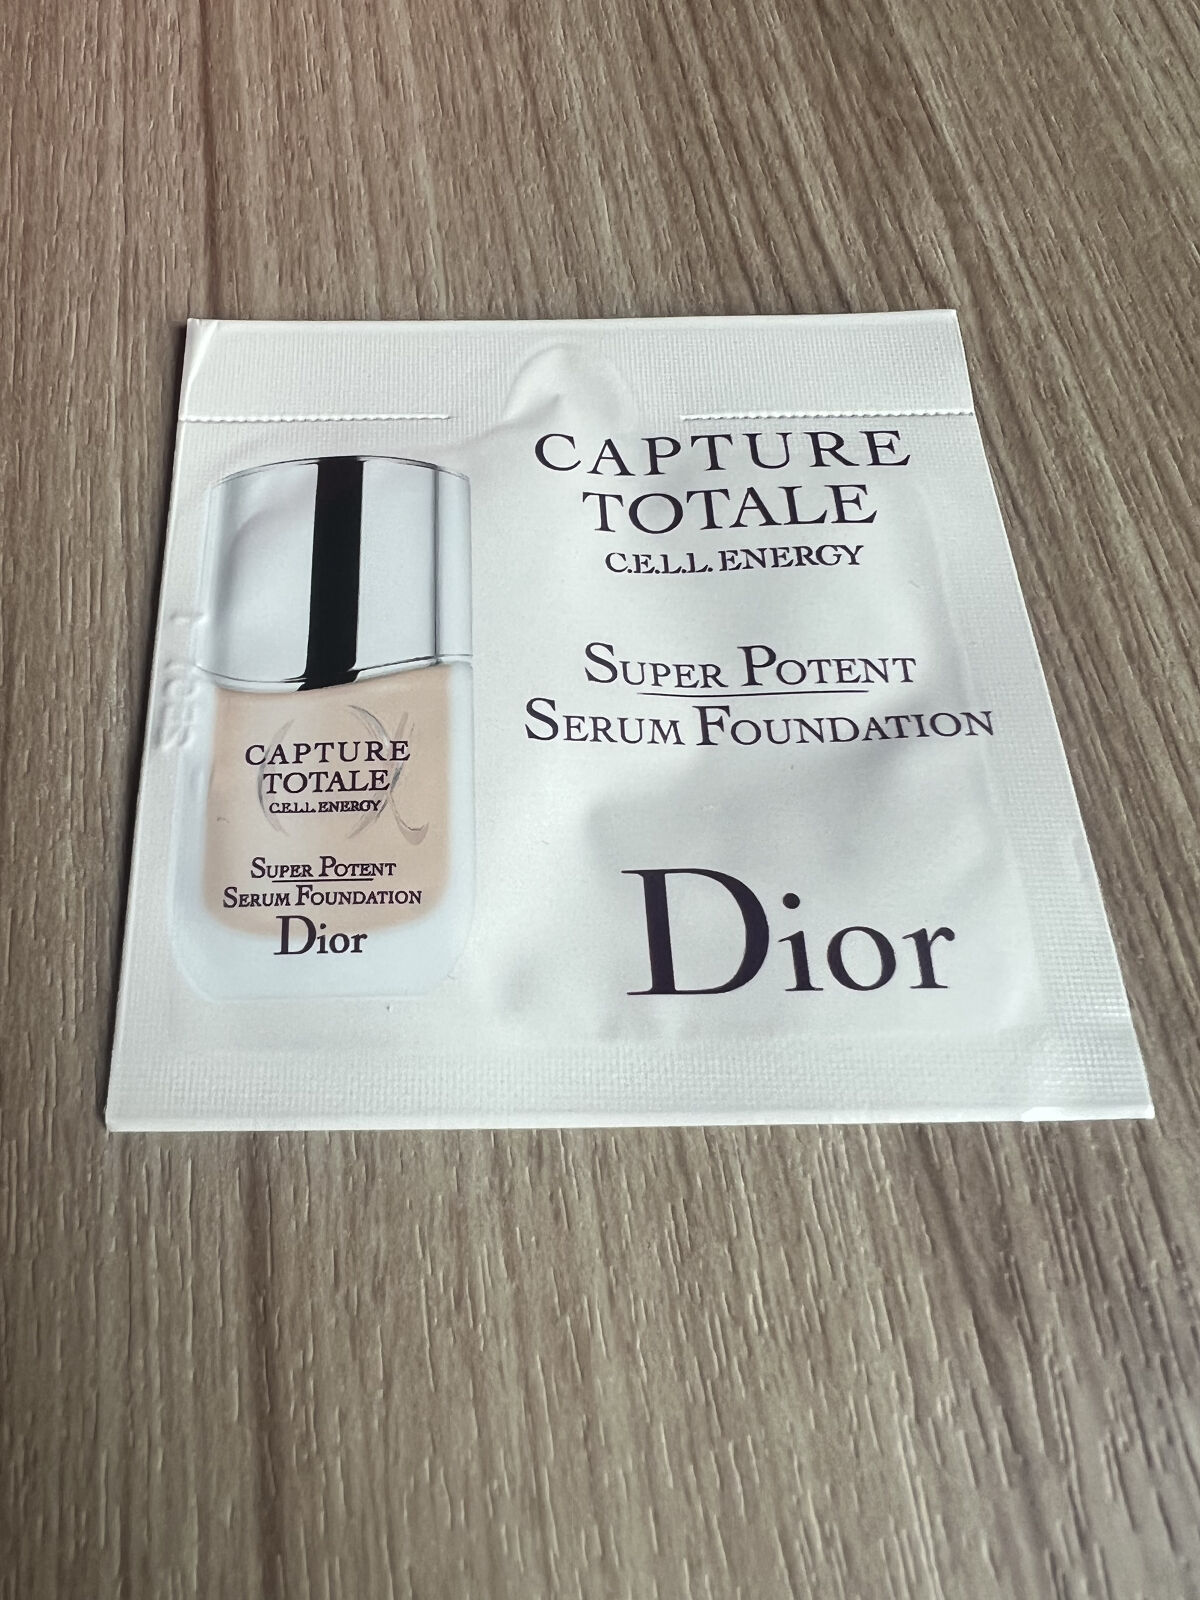 CAPTURE
TOTALE
C.E.L.L. ENERGY
SUPER POTENT
SERUM FOUNDATION
Dior
CAPTURE
TOTALE
C.E.L.L. ENERGY
SUPER POTENT
SERUM FOUNDATION
Dior